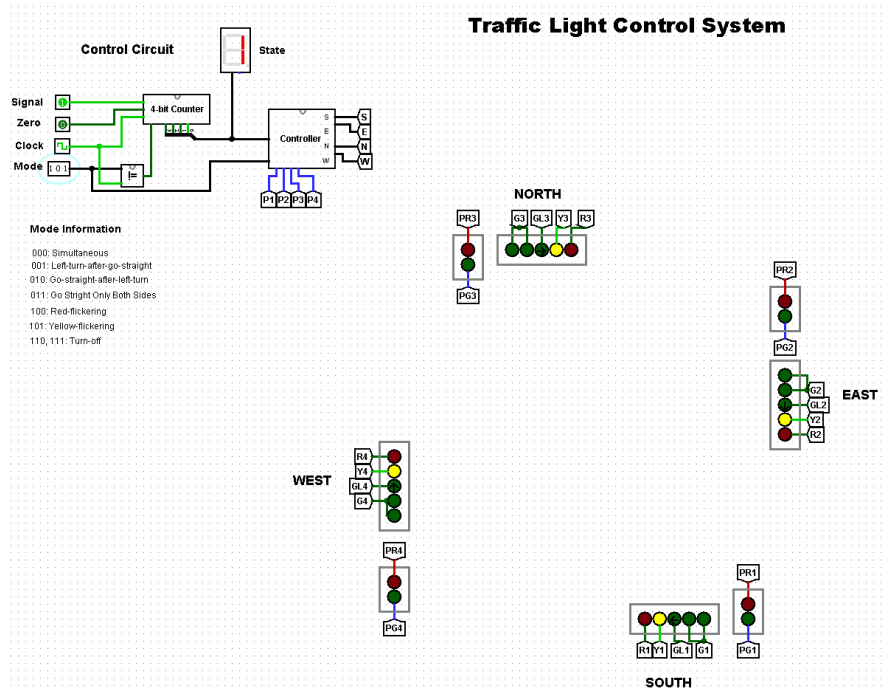 Traffic Light Control System
Control Circuit
State
Signal
4-bit Counter
Zero
Clock
Mode
1 0 1
!=
Controller
S
E
N
W
S
E
N
W
P1 P2 P3 P4
Mode Information
000: Simultaneous
001: Left-turn-after-go-straight
010: Go-straight-after-left-turn
011: Go Stright Only Both Sides
100: Red-flickering
101: Yellow-flickering
110, 111: Turn-off
NORTH
PR3
G3 GL3 Y3 R3
PG3
PR2
PG2
G2
GL2
Y2
R2
EAST
WEST
R4
Y4
GL4
G4
PR4
PG4
PR1
R1 Y1 GL1 G1
PG1
SOUTH